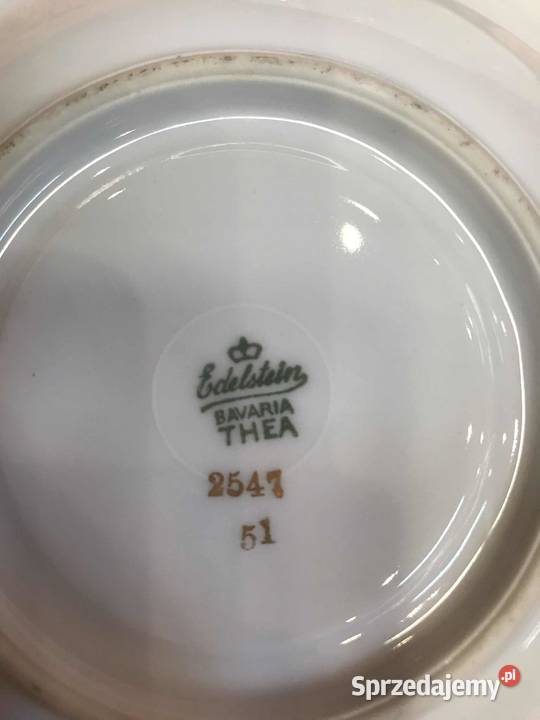 Edelstein
BAVARIA
THEA
2547
51
Sprzedajemy.pl